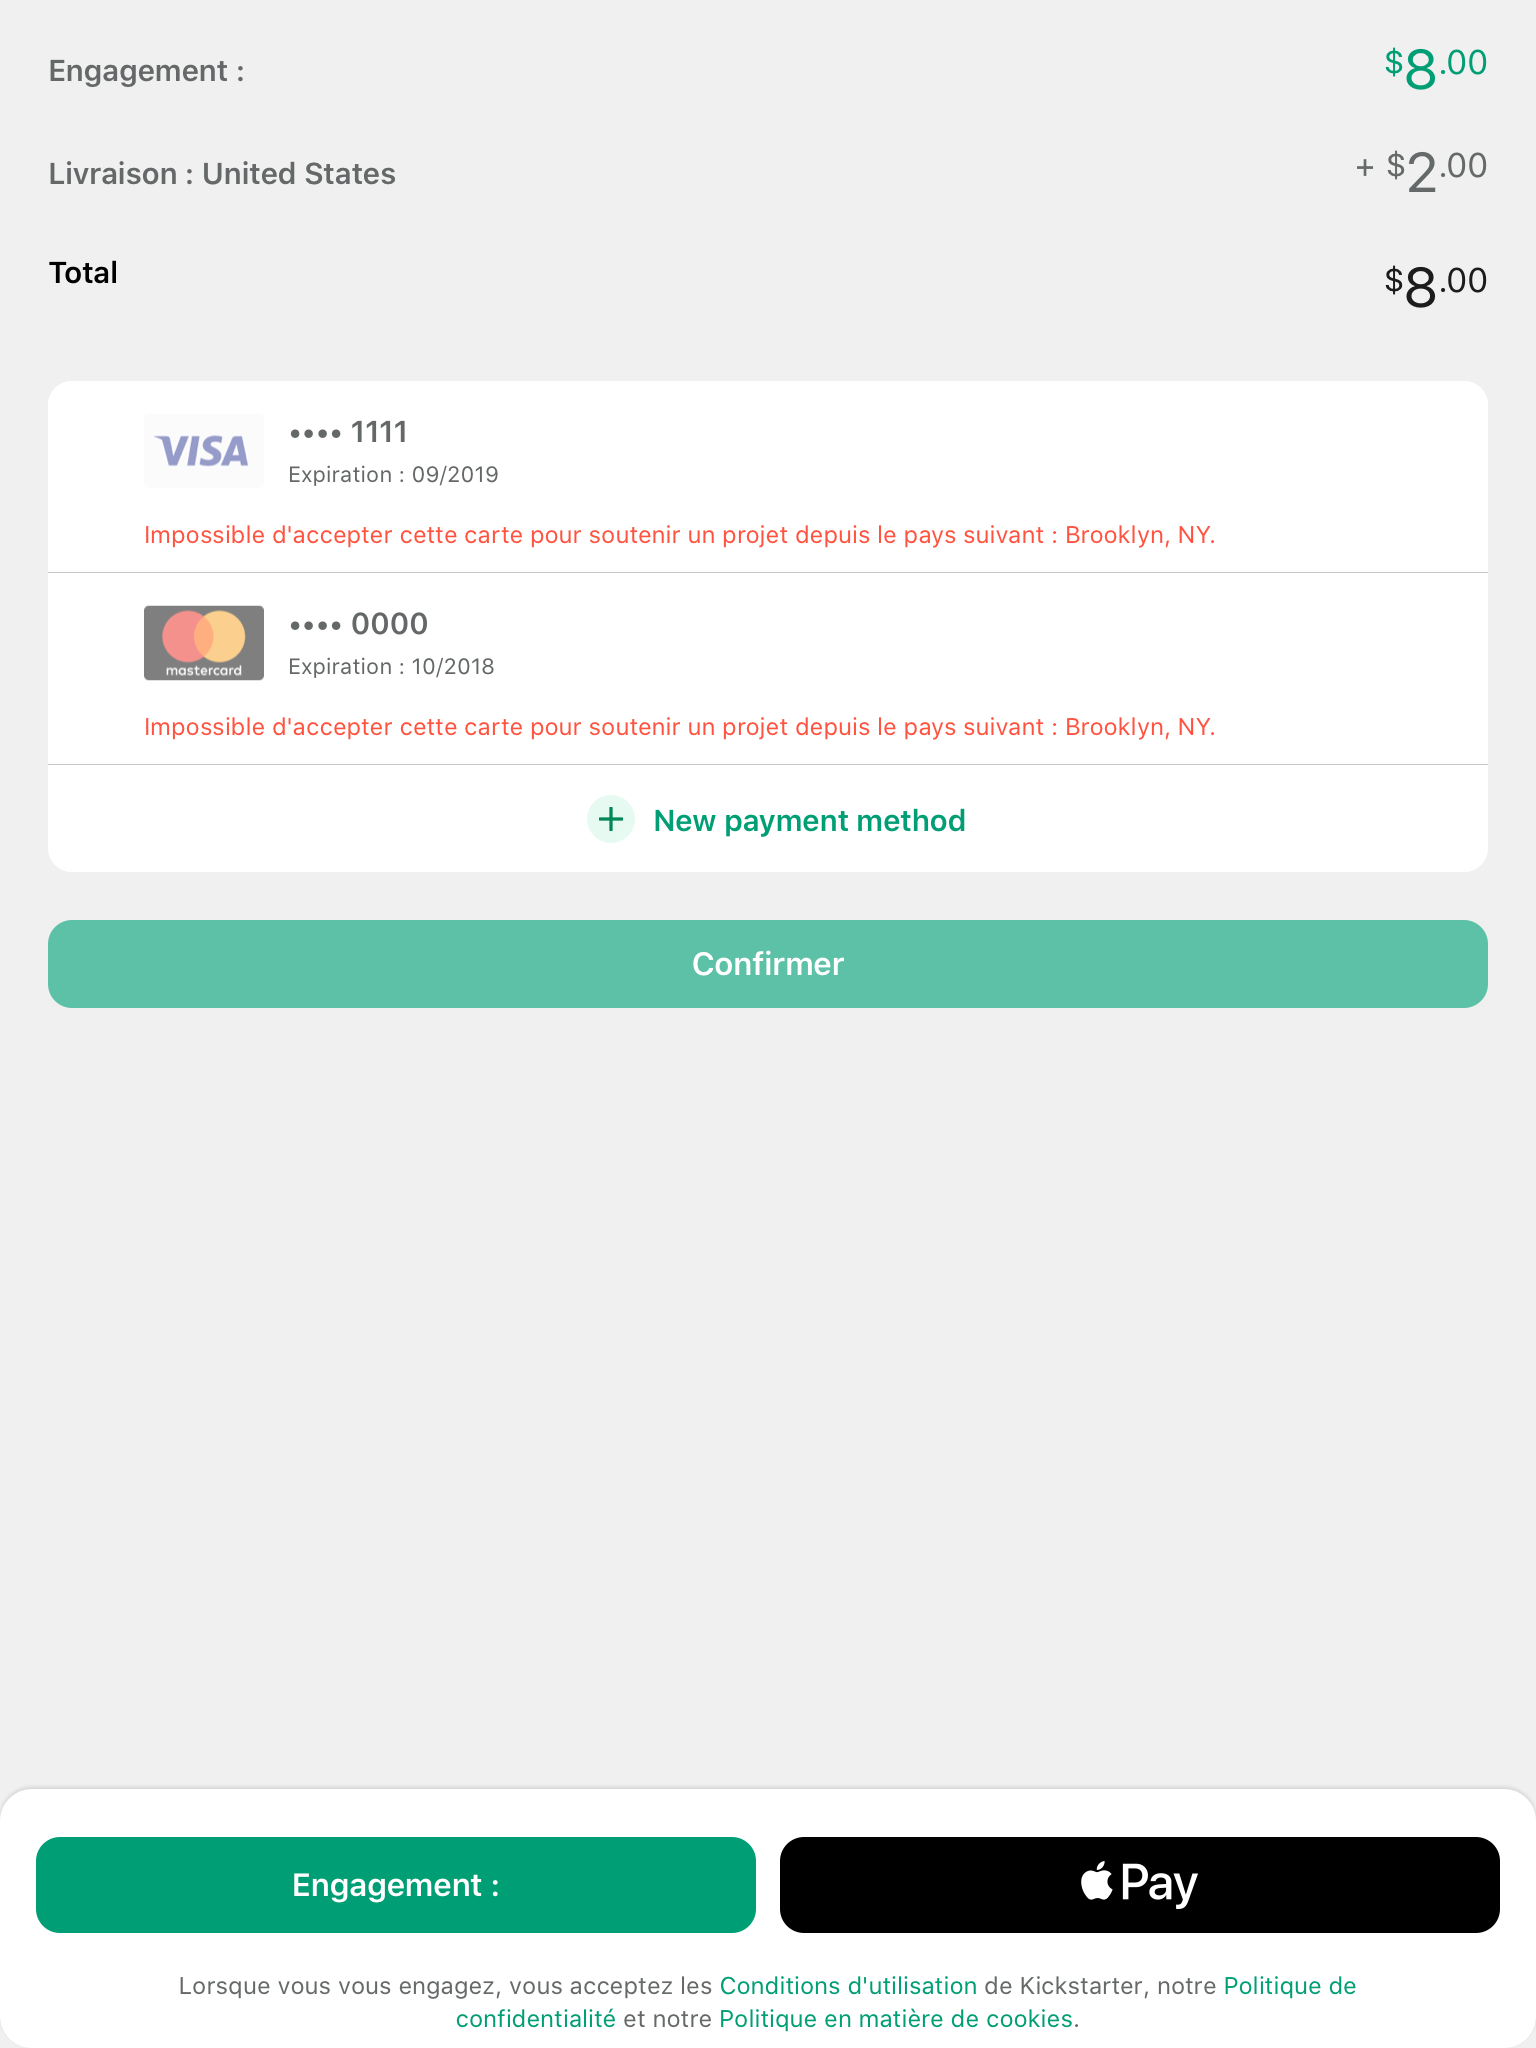 Engagement :
$8.00
Livraison : United States
+ $2.00
Total
$8.00
VISA
•••• 1111
Expiration : 09/2019
Impossible d'accepter cette carte pour soutenir un projet depuis le pays suivant : Brooklyn, NY.
mastercard
•••• 0000
Expiration : 10/2018
Impossible d'accepter cette carte pour soutenir un projet depuis le pays suivant : Brooklyn, NY.
+ New payment method
Confirmer
Engagement :
Pay
Lorsque vous vous engagez, vous acceptez les Conditions d'utilisation de Kickstarter, notre Politique de
confidentialité et notre Politique en matière de cookies.